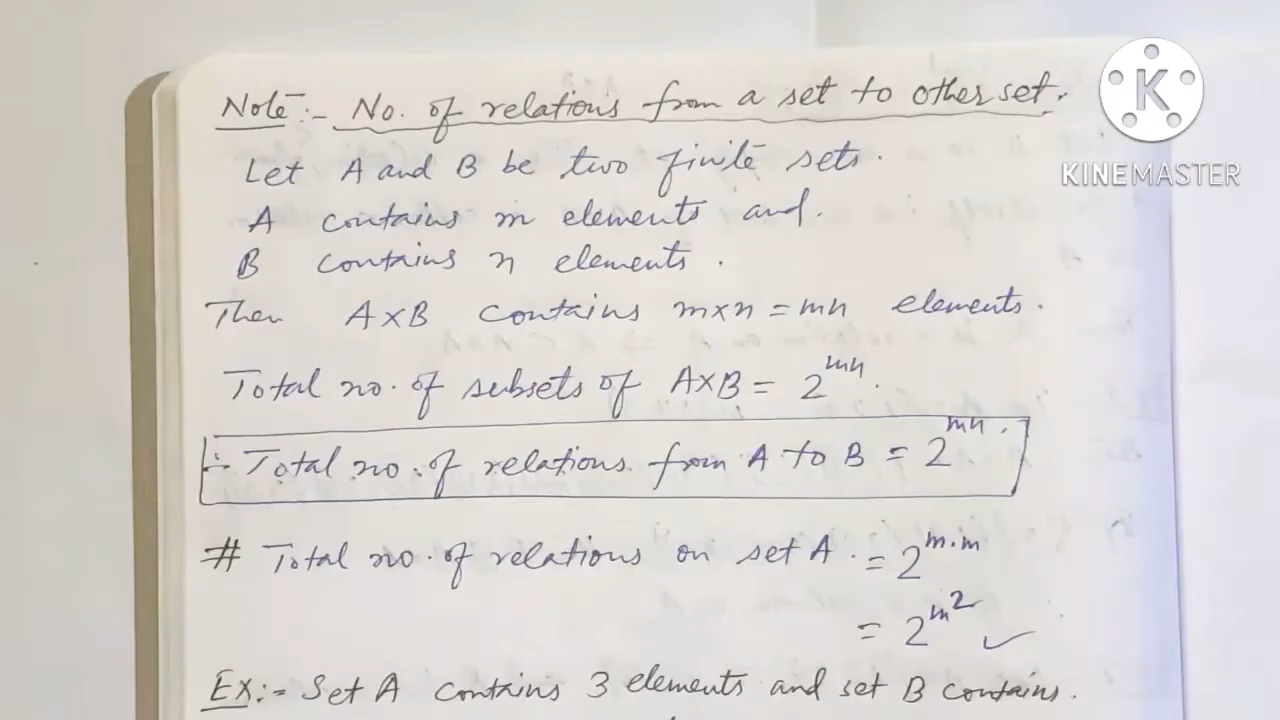 Note:- No. of relations from a set to other set.
Let A and B be two finite sets.
A contains m elements and.
B contains n elements.
Then A×B contains m×n = mn elements.
Total no. of subsets of A×B = 2^mn.
∴ Total no. of relations from A to B = 2^mn.
# Total no. of relations on set A. = 2^m.m
= 2^m² ✓
Ex:- Set A contains 3 elements and set B contains.
K
KINEMASTER